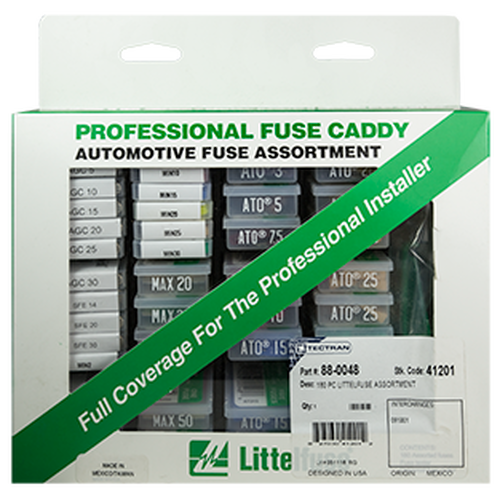 PROFESSIONAL FUSE CADDY
AUTOMOTIVE FUSE ASSORTMENT
Full Coverage For The Professional Installer
AGC 10
AGC 15
AGC 20
AGC 25
AGC 30
SFE 14
SFE 20
SFE 30
MIN2
MIN10
MIN15
MIN20
MIN25
MIN30
MAX 20
MAX 50
ATO® 3
ATO® 5
ATO® 7.5
ATO® 15
ATO® 25
ATO® 25
TECTRAN
Part #: 88-0048
Stk. Code: 41201
Desc: 180 PC LITTELFUSE ASSORTMENT
Qty: 1
INTERCHANGES:
DESIGNED IN USA
ORIGIN
MEXICO
MADE IN
Littelfuse